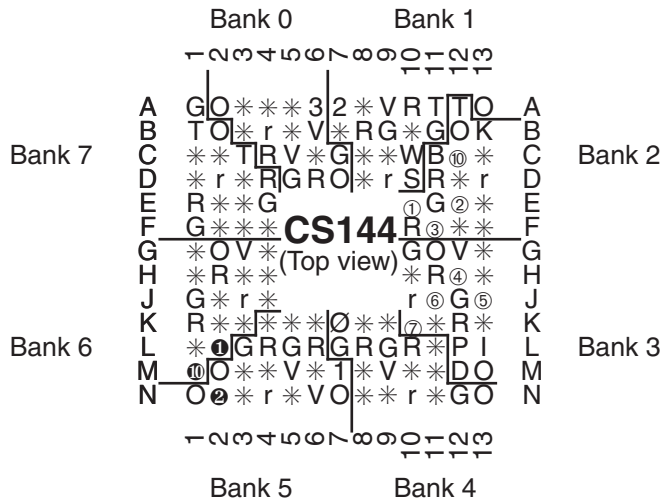 Bank 0 Bank 1
1 2 3 4 5 6 7 8 9 10 11 12 13
A G O * * * 3 2 * V R T T O A
B T O * r * V * R G * G O K B
Bank 7 C * * T R V * G * * W B ⑩ * C Bank 2
D * r * R G R O * r S R * r D
E R * * G ① G ② * E
F G * * * CS144 R ③ * * F
G * O V * (Top view) G O V * G
H * R * * * R ④ * H
J G * r * r ⑥ G ⑤ J
K R * * * * * Ø * * ⑦ * R * K
Bank 6 L * ❶ G R G R G R G R * P I L Bank 3
M ❿ O * * V * 1 * V * * D O M
N O ❷ * r * V O * * r * G O N
1 2 3 4 5 6 7 8 9 10 11 12 13
Bank 5 Bank 4